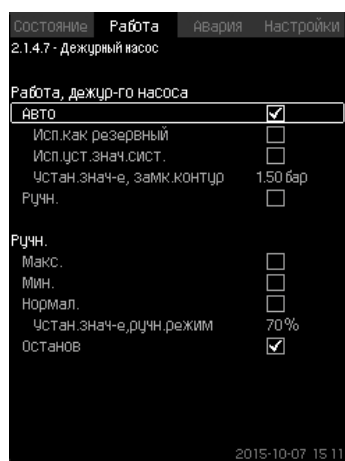 Состояние Работа Авария Настройки
2.1.4.7 - Дежурный насос
Работа, дежур-го насоса
Авто
Исп.как резервный
Исп.уст.знач.сист.
Устан.знач-е, замк.контур 1.50 бар
Ручн.
Ручн.
Макс.
Мин.
Нормал.
Устан.знач-е,ручн.режим 70%
Останов
2015-10-07 15 11